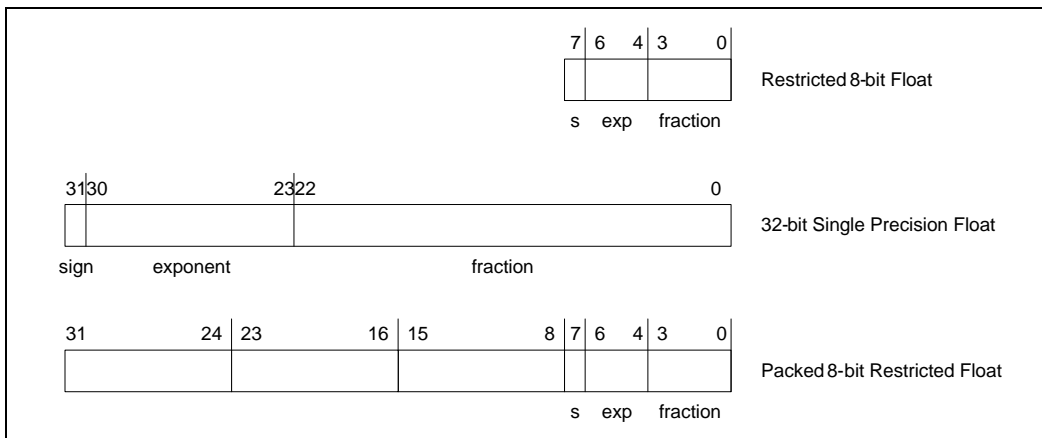 7 6 4 3 0
Restricted 8-bit Float
s exp fraction
31 30 23 22 0
32-bit Single Precision Float
sign exponent fraction
31 24 23 16 15 8 7 6 4 3 0
Packed 8-bit Restricted Float
s exp fraction